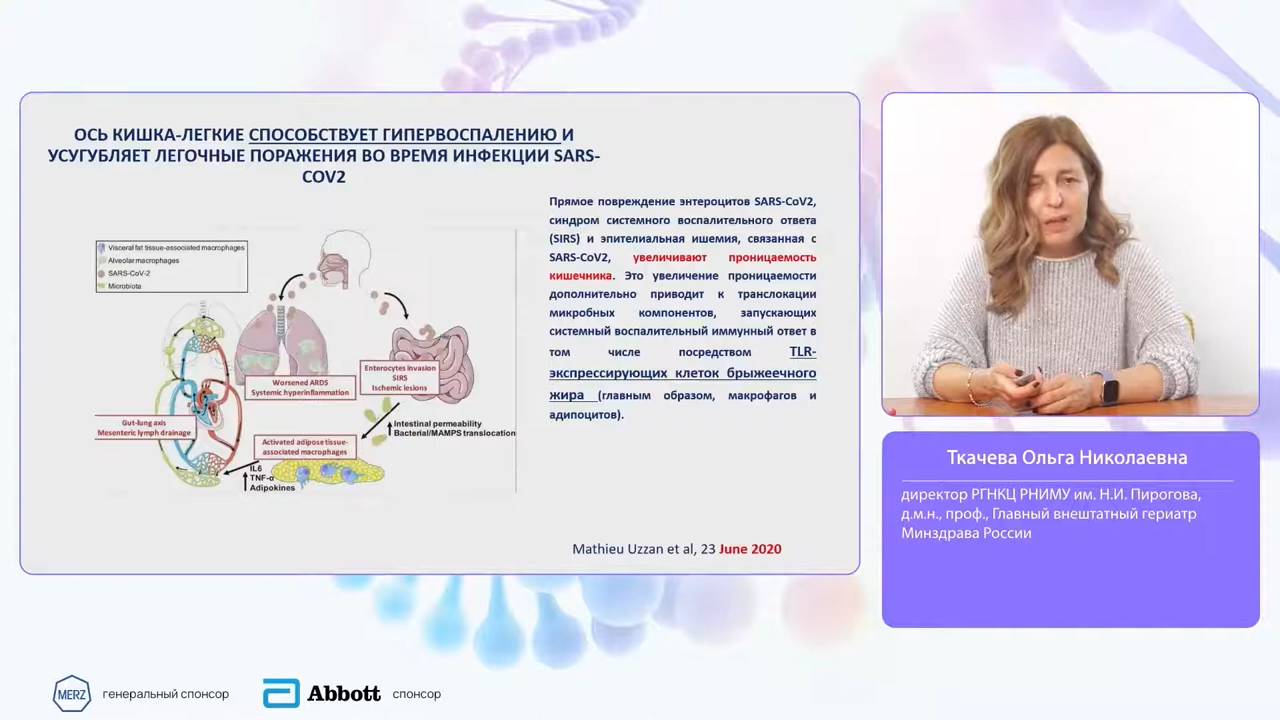 ОСЬ КИШКА-ЛЕГКИЕ СПОСОБСТВУЕТ ГИПЕРВОСПАЛЕНИЮ И
УСУГУБЛЯЕТ ЛЕГОЧНЫЕ ПОРАЖЕНИЯ ВО ВРЕМЯ ИНФЕКЦИИ SARS-
COV2
Visceral fat tissue-associated macrophages
Alveolar macrophages
SARS-CoV-2
Microbiota
Worsened ARDS
Systemic hyperinflammation
Enterocytes invasion
SIRS
Ischemic lesions
Gut-lung axis
Mesenteric lymph drainage
Intestinal permeability
Bacterial/MAMPS translocation
Activated adipose tissue-
associated macrophages
IL6
TNF-α
Adipokines
Прямое повреждение энтероцитов SARS-CoV2,
синдром системного воспалительного ответа
(SIRS) и эпителиальная ишемия, связанная с
SARS-CoV2, увеличивают проницаемость
кишечника. Это увеличение проницаемости
дополнительно приводит к транслокации
микробных компонентов, запускающих
системный воспалительный иммунный ответ в
том числе посредством TLR-
экспрессирующих клеток брыжеечного
жира (главным образом, макрофагов и
адипоцитов).
Mathieu Uzzan et al, 23 June 2020
Ткачева Ольга Николаевна
директор РГНКЦ РНИМУ им. Н.И. Пирогова,
д.м.н., проф., Главный внештатный гериатр
Минздрава России
MERZ генеральный спонсор
Abbott спонсор